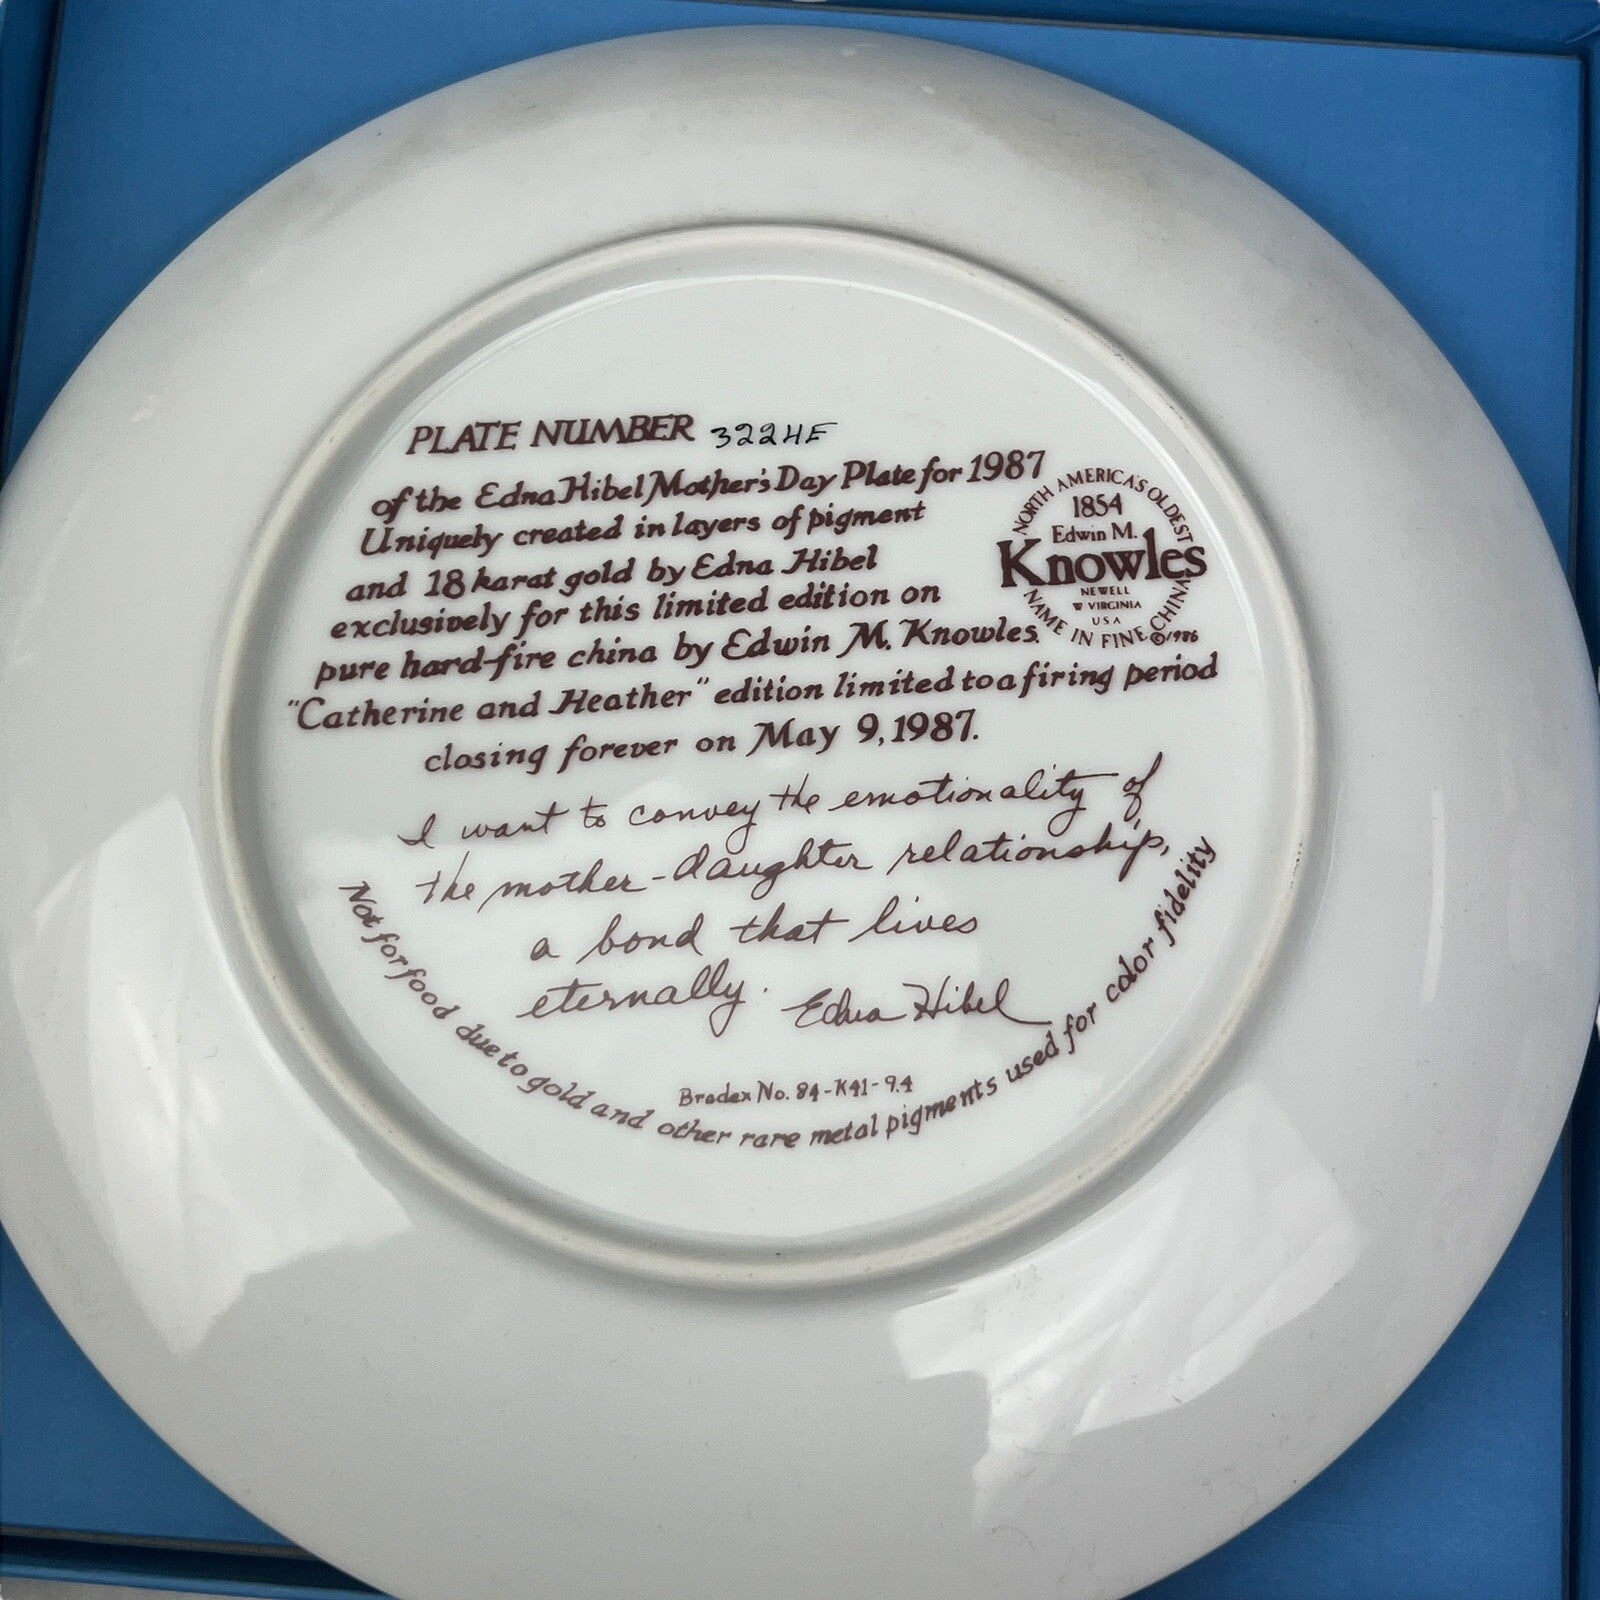 PLATE NUMBER 3224F
of the Edna Hibel Mother's Day Plate for 1987
Uniquely created in layers of pigment
and 18 karat gold by Edna Hibel
exclusively for this limited edition on
pure hard-fire china by Edwin M. Knowles.
"Catherine and Heather" edition limited to a firing period
closing forever on May 9, 1987.
NORTH AMERICA'S OLDEST
1854
Edwin M.
Knowles
NEWELL
W VIRGINIA
USA
NAME IN FINE CHINA
©1986
I want to convey the emotionality of
the mother-daughter relationship,
a bond that lives
eternally. Edna Hibel
Bradex No. 84-K41-9.4
Not for food due to gold and other rare metal pigments used for color fidelity